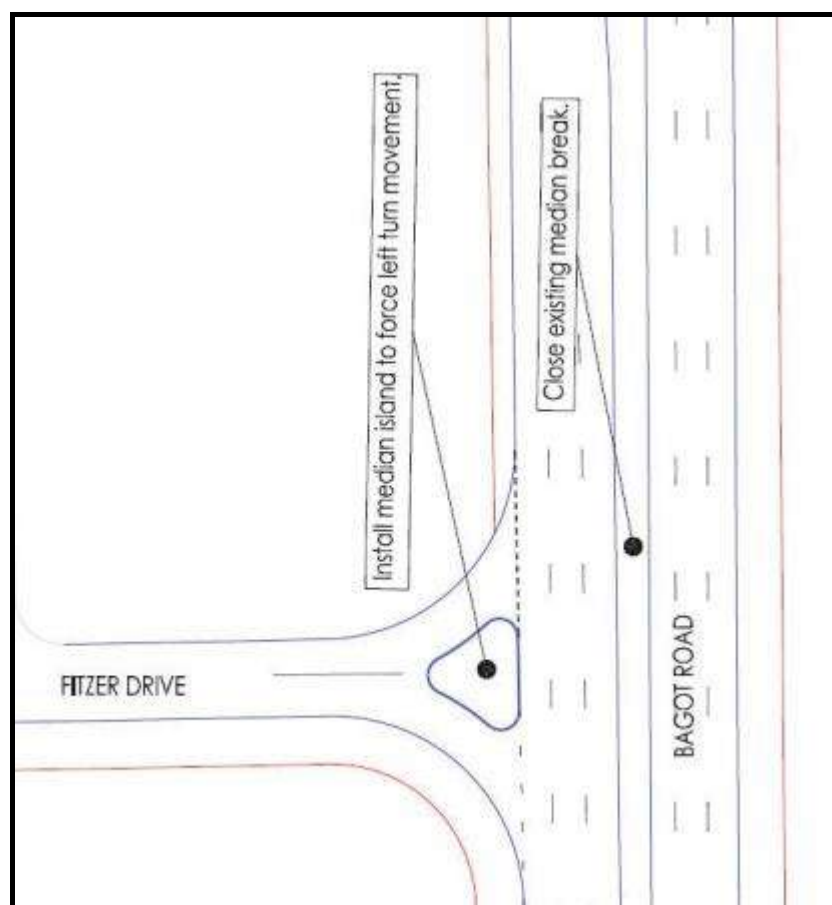 Install median island to force left turn movement.
Close existing median break.
FITZER DRIVE
BAGOT ROAD